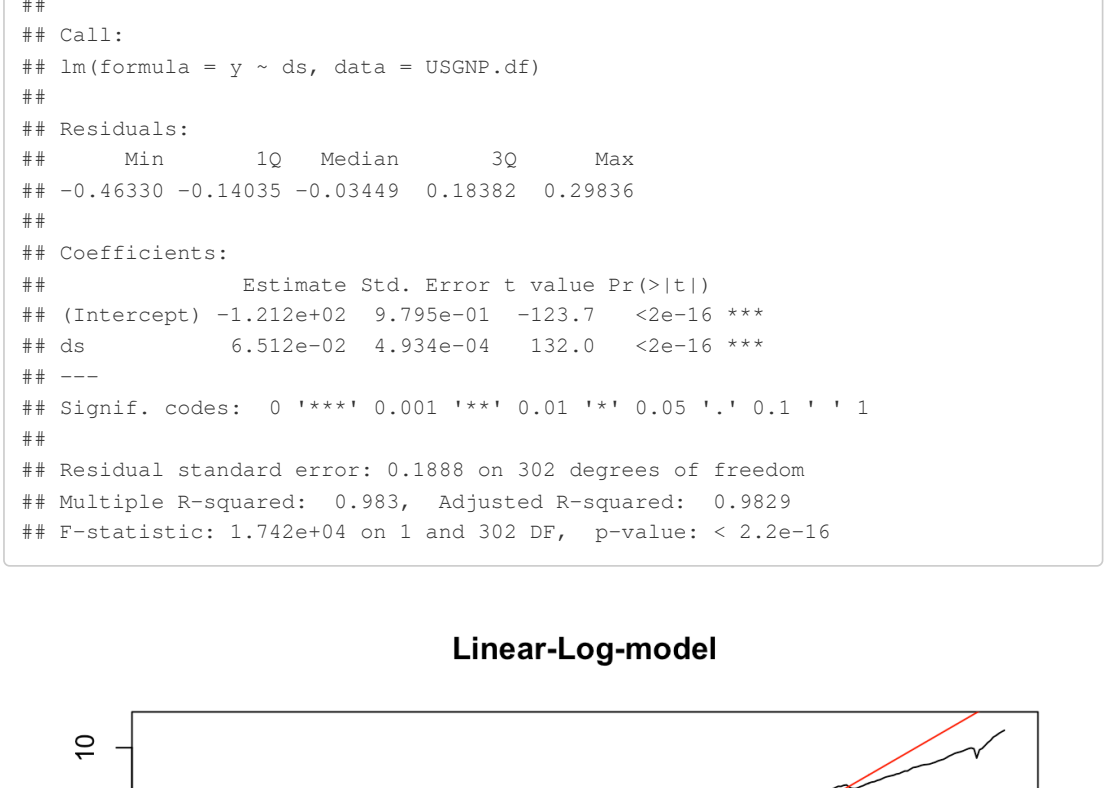 ##
## Call:
## lm(formula = y ~ ds, data = USGNP.df)
##
## Residuals:
##      Min       1Q   Median       3Q      Max
## -0.46330 -0.14035 -0.03449  0.18382  0.29836
##
## Coefficients:
##               Estimate Std. Error t value Pr(>|t|)
## (Intercept) -1.212e+02  9.795e-01  -123.7   <2e-16 ***
## ds           6.512e-02  4.934e-04   132.0   <2e-16 ***
## ---
## Signif. codes:  0 '***' 0.001 '**' 0.01 '*' 0.05 '.' 0.1 ' ' 1
##
## Residual standard error: 0.1888 on 302 degrees of freedom
## Multiple R-squared:  0.983, Adjusted R-squared:  0.9829
## F-statistic: 1.742e+04 on 1 and 302 DF,  p-value: < 2.2e-16
Linear-Log-model
10